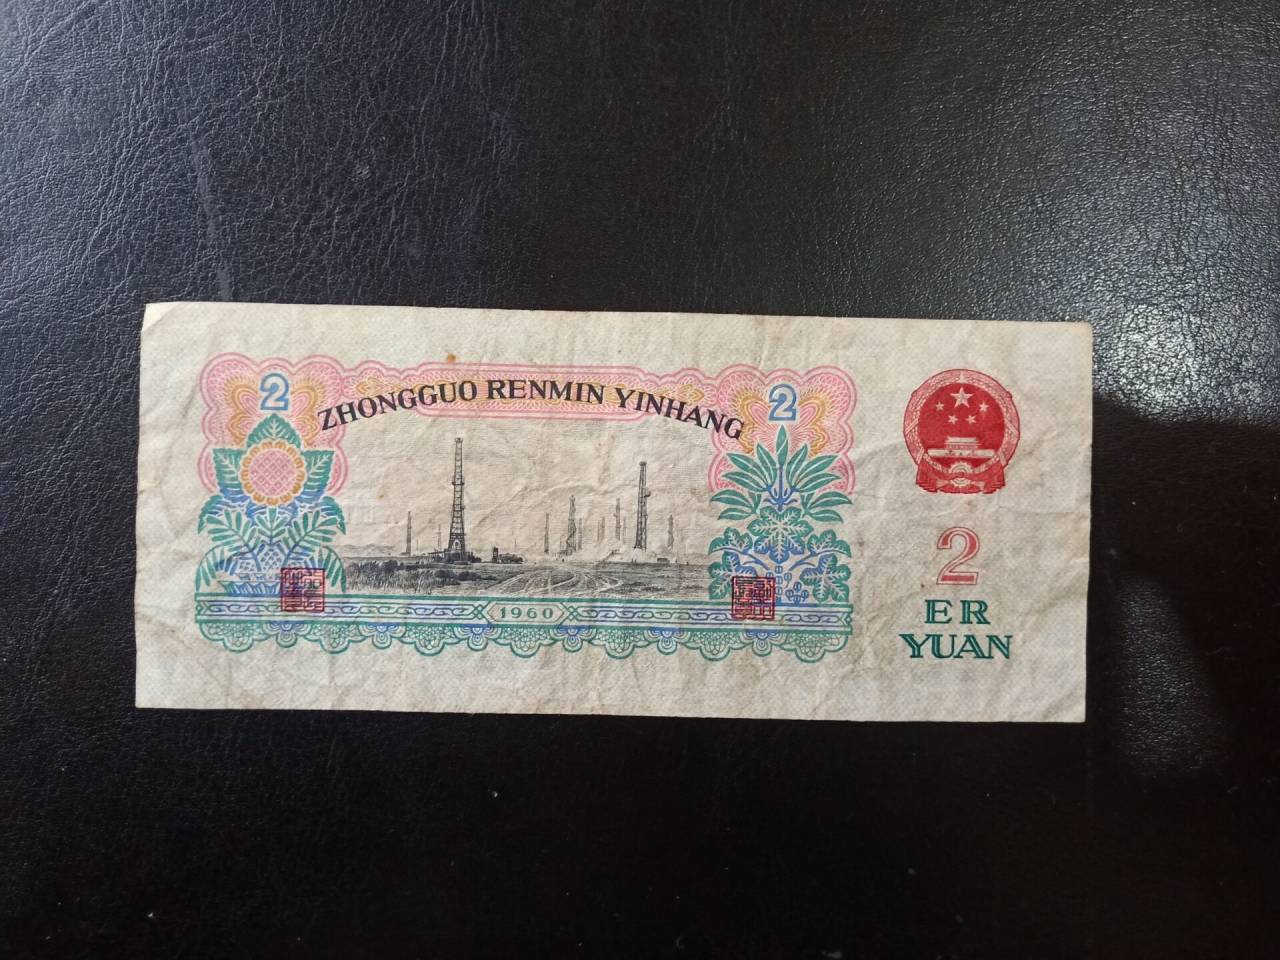 2
2
ZHONGGUO RENMIN YINHANG
1960
2
ER
YUAN